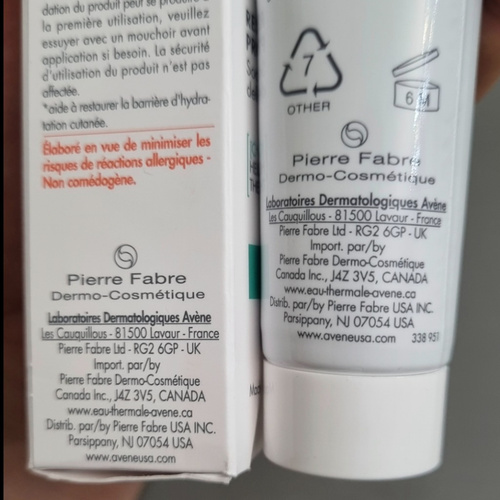 dation du produit peut se produire à
la première utilisation, veuillez
essuyer avec un mouchoir avant
application si besoin. La sécurité
d'utilisation du produit n'est pas
affectée.
*aide à restaurer la barrière d'hydra-
tation cutanée.
Élaboré en vue de minimiser les
risques de réactions allergiques -
Non comédogène.
Pierre Fabre
Dermo-Cosmétique
Laboratoires Dermatologiques Avène
Les Cauquillous - 81500 Lavaur - France
Pierre Fabre Ltd - RG2 6GP - UK
Import. par/by
Pierre Fabre Dermo-Cosmétique
Canada Inc., J4Z 3V5, CANADA
www.eau-thermale-avene.ca
Distrib. par/by Pierre Fabre USA INC.
Parsippany, NJ 07054 USA
www.aveneusa.com
7
OTHER
6 M
Pierre Fabre
Dermo-Cosmétique
Laboratoires Dermatologiques Avène
Les Cauquillous - 81500 Lavaur - France
Pierre Fabre Ltd - RG2 6GP - UK
Import. par/by
Pierre Fabre Dermo-Cosmétique
Canada Inc., J4Z 3V5, CANADA
www.eau-thermale-avene.ca
Distrib. par/by Pierre Fabre USA INC.
Parsippany, NJ 07054 USA
www.aveneusa.com 338 951